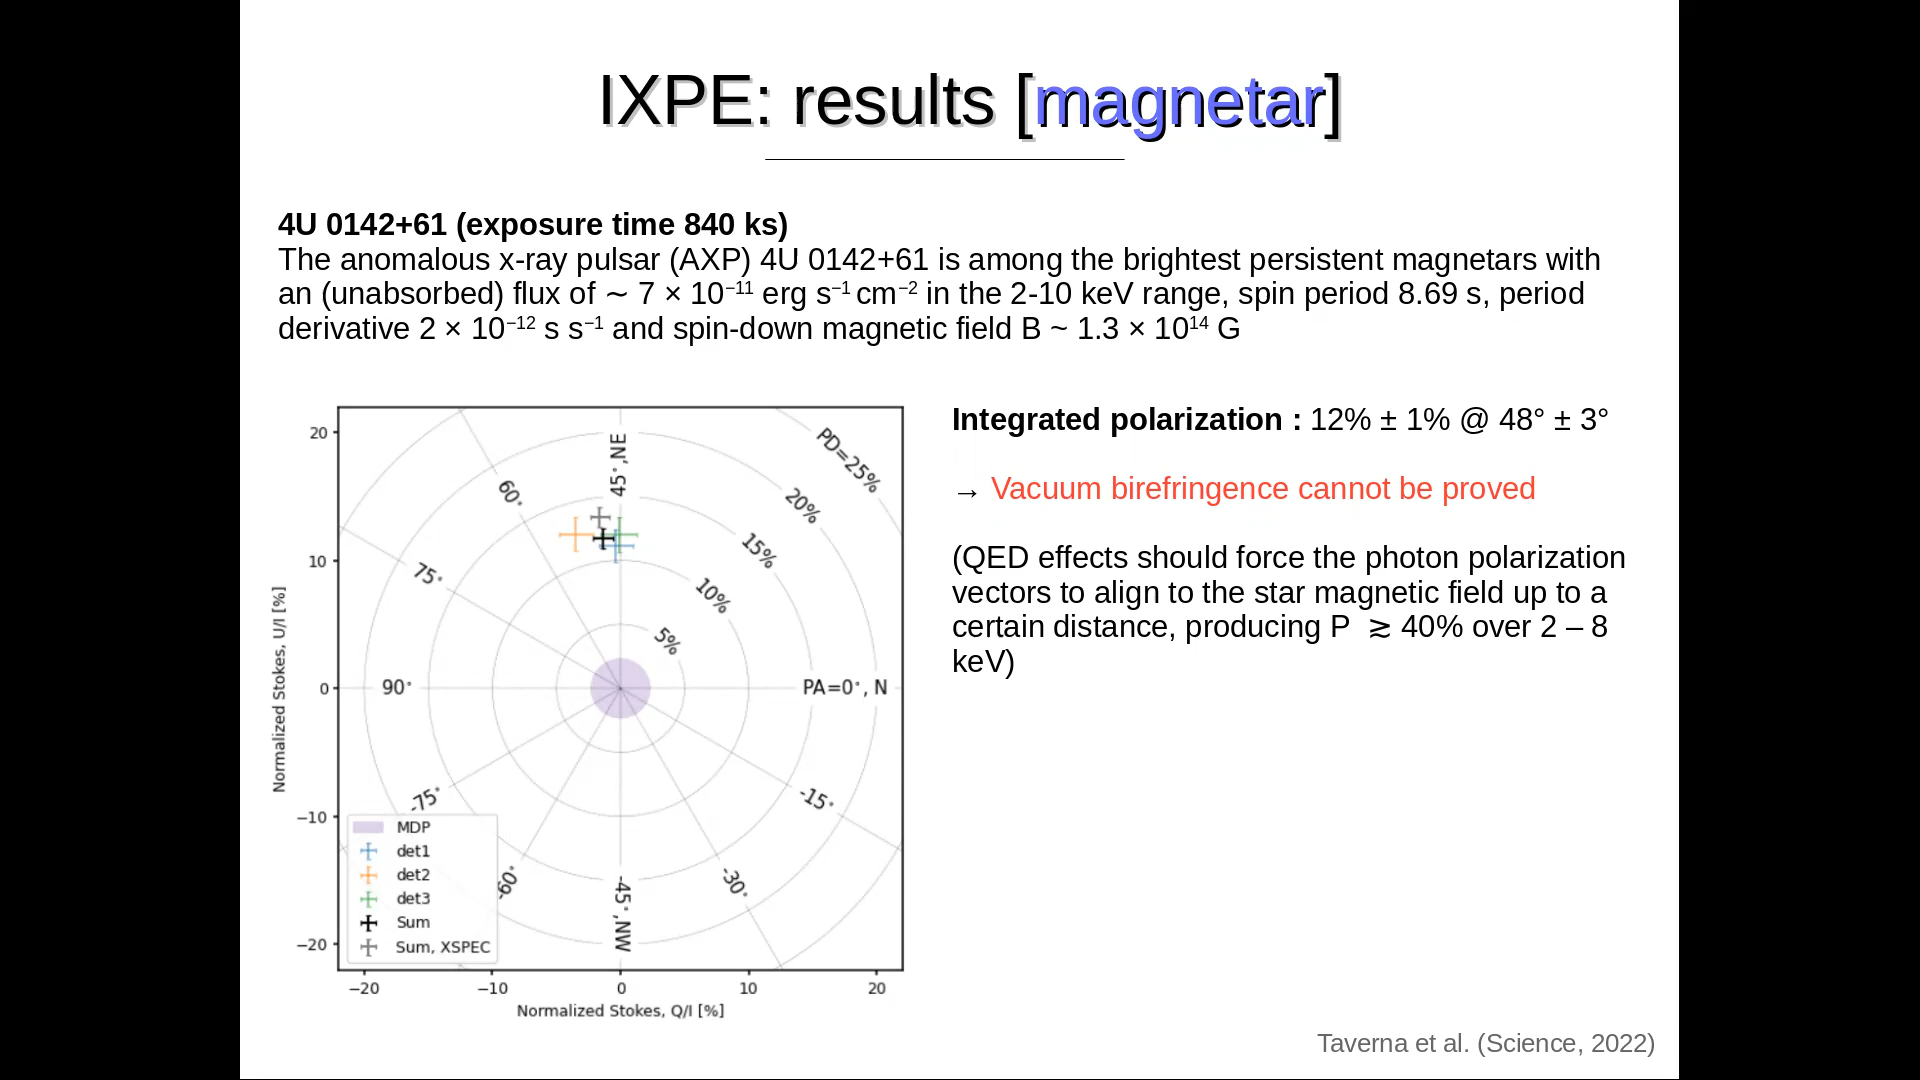 IXPE: results [magnetar]
4U 0142+61 (exposure time 840 ks)
The anomalous x-ray pulsar (AXP) 4U 0142+61 is among the brightest persistent magnetars with
an (unabsorbed) flux of ∼ 7 × 10⁻¹¹ erg s⁻¹ cm⁻² in the 2-10 keV range, spin period 8.69 s, period
derivative 2 × 10⁻¹² s s⁻¹ and spin-down magnetic field B ~ 1.3 × 10¹⁴ G
Integrated polarization : 12% ± 1% @ 48° ± 3°
→ Vacuum birefringence cannot be proved
(QED effects should force the photon polarization
vectors to align to the star magnetic field up to a
certain distance, producing P ≳ 40% over 2 – 8
keV)
Normalized Stokes, U/I [%]
20
10
0
−10
−20
45°,NE
PD=25%
20%
15%
10%
5%
60°
75°
90°
PA=0°, N
-75°
-60°
-45°,NW
-30°
-15°
MDP
det1
det2
det3
Sum
Sum, XSPEC
−20
−10
0
10
20
Normalized Stokes, Q/I [%]
Taverna et al. (Science, 2022)